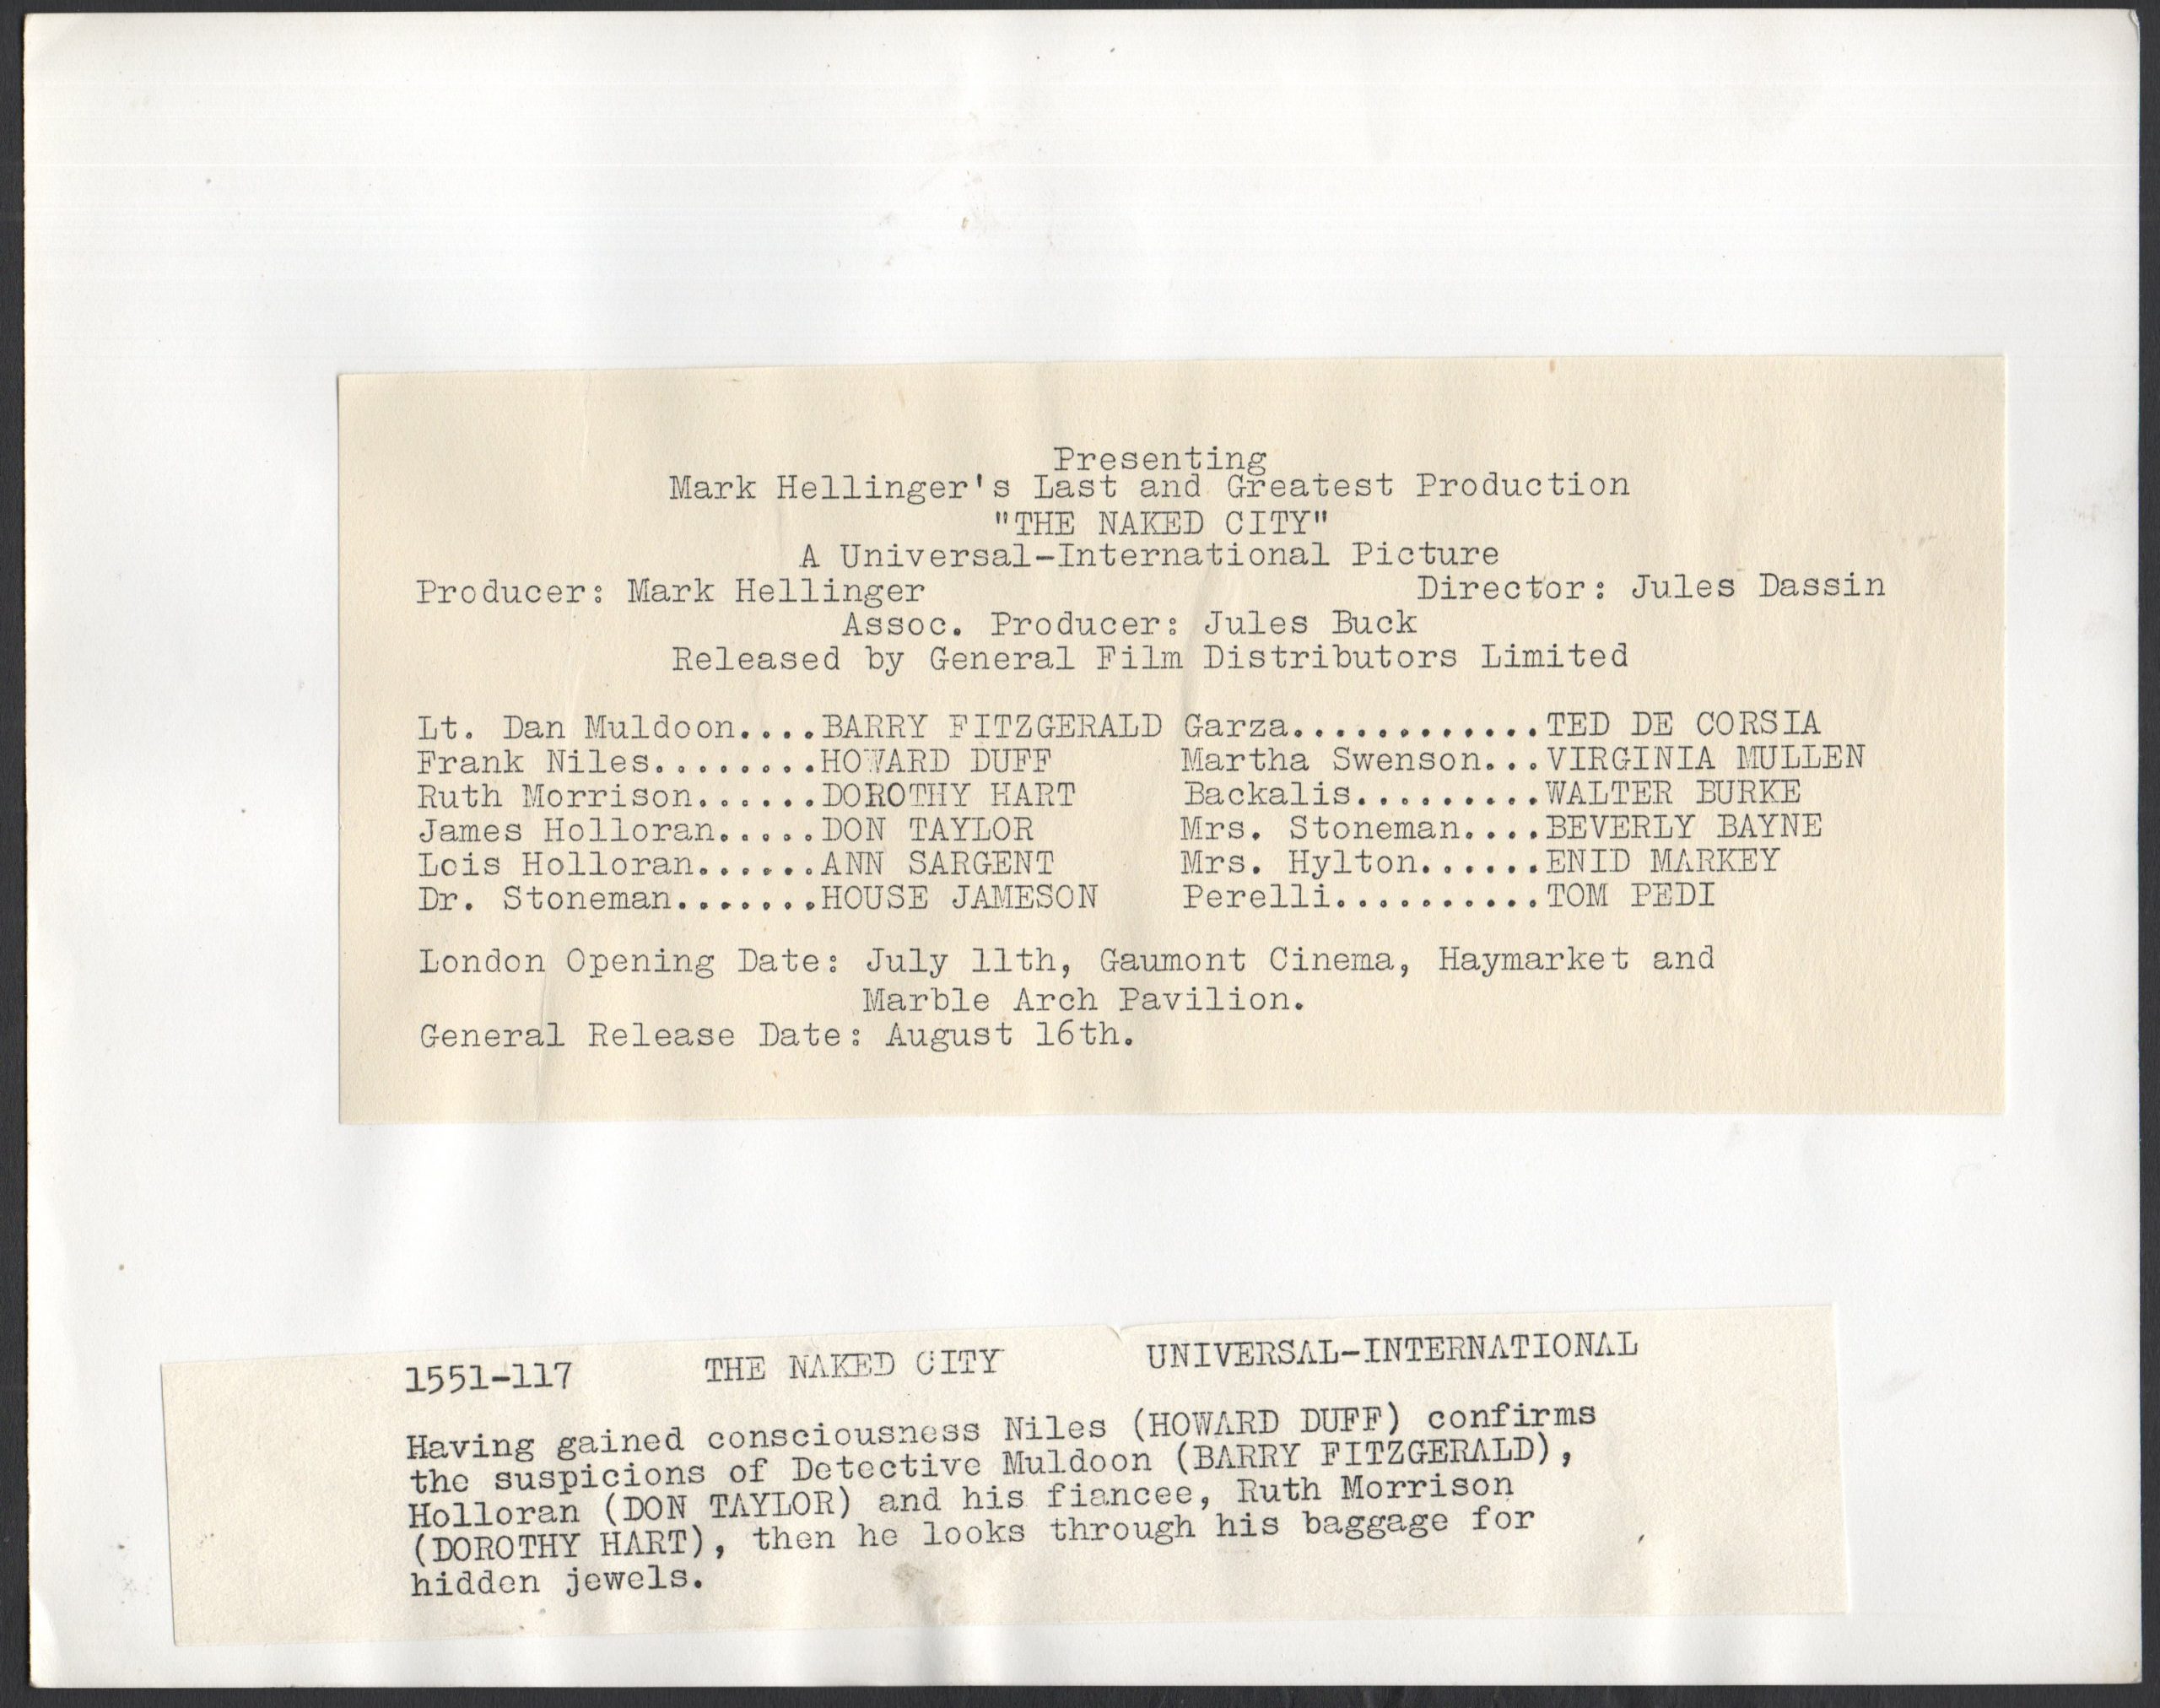 Presenting
Mark Hellinger's Last and Greatest Production
"THE NAKED CITY"
A Universal-International Picture
Producer: Mark Hellinger Director: Jules Dassin
Assoc. Producer: Jules Buck
Released by General Film Distributors Limited
Lt. Dan Muldoon....BARRY FITZGERALD Garza............TED DE CORSIA
Frank Niles........HOWARD DUFF Martha Swenson...VIRGINIA MULLEN
Ruth Morrison......DOROTHY HART Backalis.........WALTER BURKE
James Holloran.....DON TAYLOR Mrs. Stoneman....BEVERLY BAYNE
Lois Holloran......ANN SARGENT Mrs. Hylton......ENID MARKEY
Dr. Stoneman.......HOUSE JAMESON Perelli..........TOM PEDI
London Opening Date: July 11th, Gaumont Cinema, Haymarket and
Marble Arch Pavilion.
General Release Date: August 16th.
1551-117 THE NAKED CITY UNIVERSAL-INTERNATIONAL
Having gained consciousness Niles (HOWARD DUFF) confirms
the suspicions of Detective Muldoon (BARRY FITZGERALD),
Holloran (DON TAYLOR) and his fiancee, Ruth Morrison
(DOROTHY HART), then he looks through his baggage for
hidden jewels.